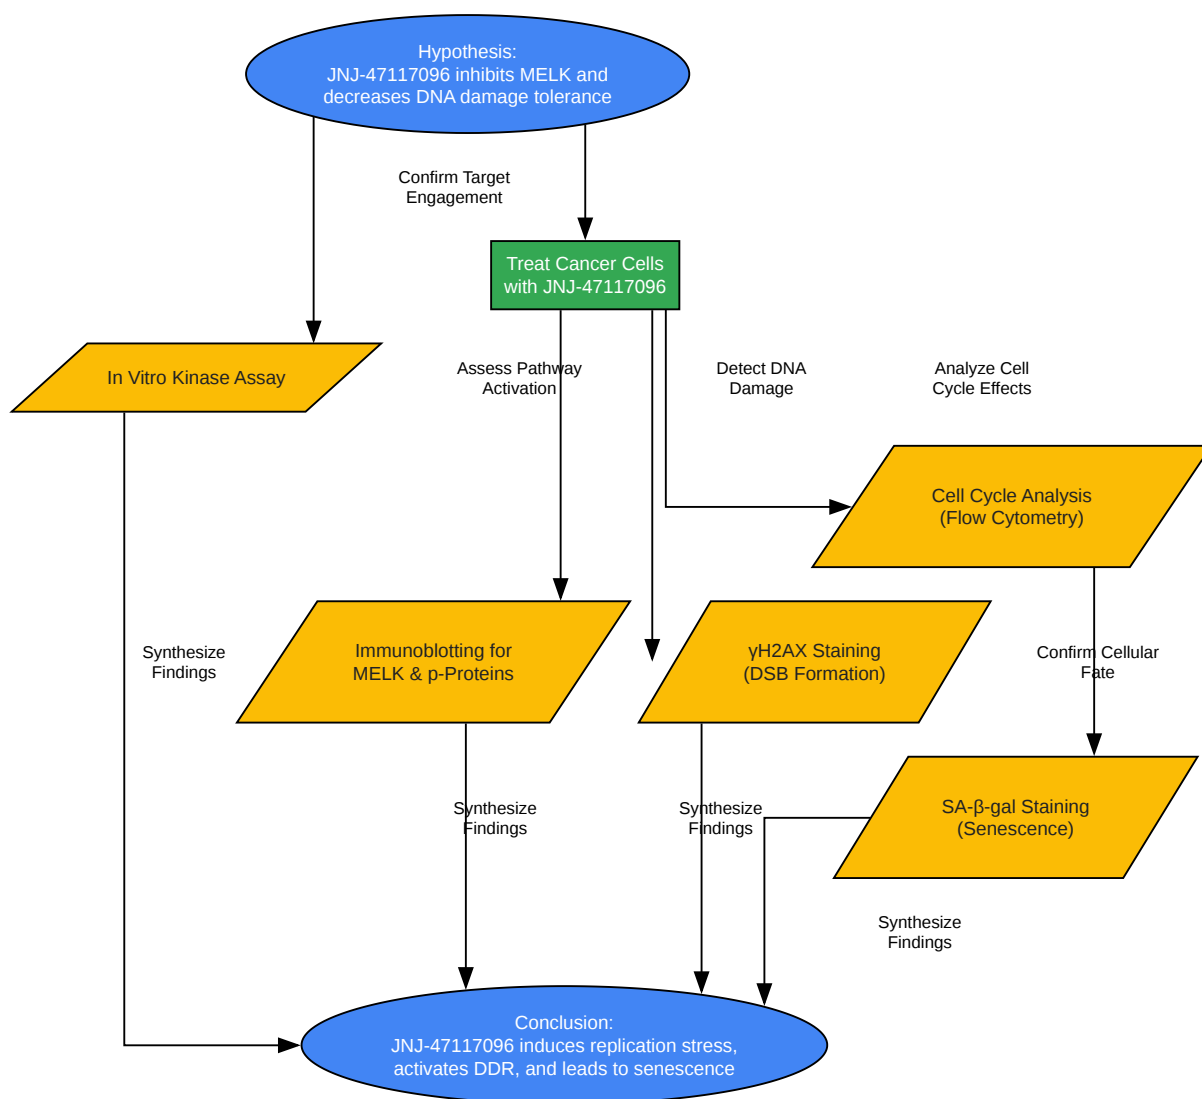 Hypothesis:
JNJ-47117096 inhibits MELK and
decreases DNA damage tolerance
Confirm Target
Engagement
Treat Cancer Cells
with JNJ-47117096
In Vitro Kinase Assay
Assess Pathway
Activation
Detect DNA
Damage
Analyze Cell
Cycle Effects
Cell Cycle Analysis
(Flow Cytometry)
Synthesize
Findings
Immunoblotting for
MELK & p-Proteins
γH2AX Staining
(DSB Formation)
Confirm Cellular
Fate
Synthesize
Findings
Synthesize
Findings
SA-β-gal Staining
(Senescence)
Synthesize
Findings
Conclusion:
JNJ-47117096 induces replication stress,
activates DDR, and leads to senescence